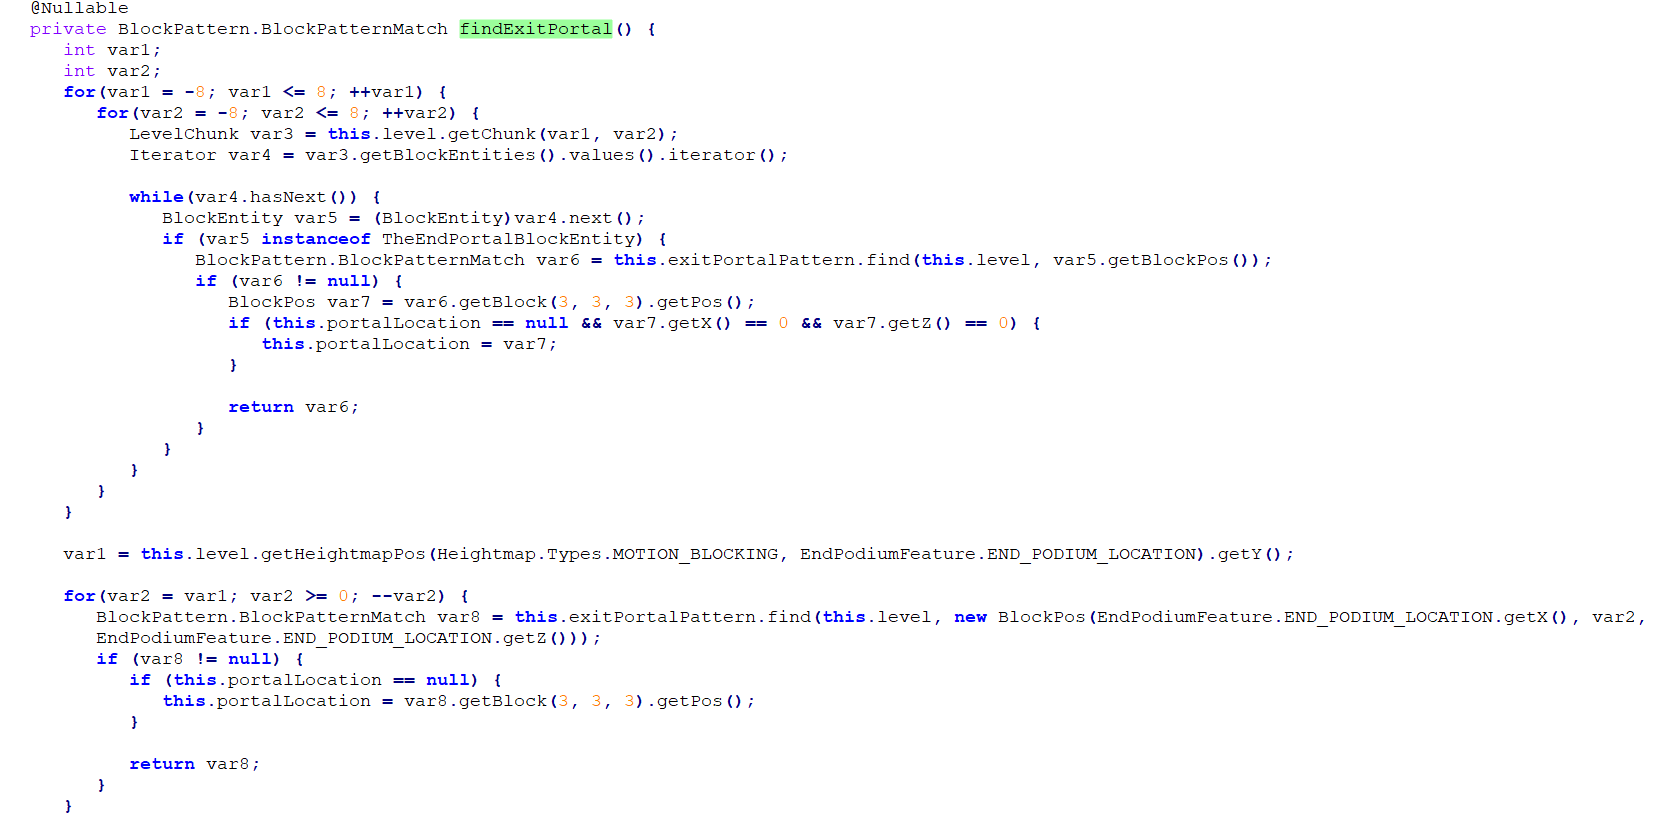 @Nullable
private BlockPattern.BlockPatternMatch findExitPortal() {
int var1;
int var2;
for(var1 = -8; var1 <= 8; ++var1) {
for(var2 = -8; var2 <= 8; ++var2) {
LevelChunk var3 = this.level.getChunk(var1, var2);
Iterator var4 = var3.getBlockEntities().values().iterator();
while(var4.hasNext()) {
BlockEntity var5 = (BlockEntity)var4.next();
if (var5 instanceof TheEndPortalBlockEntity) {
BlockPattern.BlockPatternMatch var6 = this.exitPortalPattern.find(this.level, var5.getBlockPos());
if (var6 != null) {
BlockPos var7 = var6.getBlock(3, 3, 3).getPos();
if (this.portalLocation == null && var7.getX() == 0 && var7.getZ() == 0) {
this.portalLocation = var7;
}
return var6;
}
}
}
}
}
var1 = this.level.getHeightmapPos(Heightmap.Types.MOTION_BLOCKING, EndPodiumFeature.END_PODIUM_LOCATION).getY();
for(var2 = var1; var2 >= 0; --var2) {
BlockPattern.BlockPatternMatch var8 = this.exitPortalPattern.find(this.level, new BlockPos(EndPodiumFeature.END_PODIUM_LOCATION.getX(), var2,
EndPodiumFeature.END_PODIUM_LOCATION.getZ()));
if (var8 != null) {
if (this.portalLocation == null) {
this.portalLocation = var8.getBlock(3, 3, 3).getPos();
}
return var8;
}
}